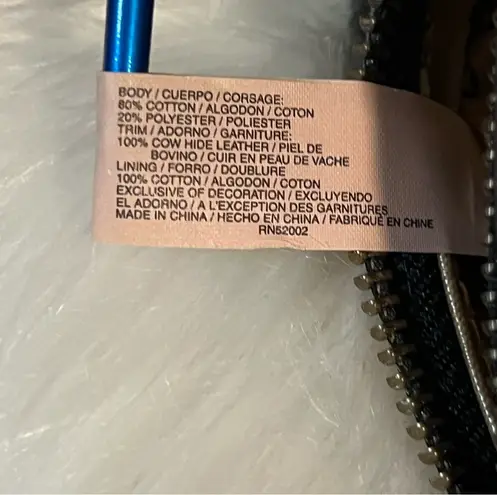 BODY / CUERPO / CORSAGE:
80% COTTON / ALGODON / COTON
20% POLYESTER / POLIESTER
TRIM / ADORNO / GARNITURE:
100% COW HIDE LEATHER / PIEL DE
BOVINO / CUIR EN PEAU DE VACHE
LINING / FORRO / DOUBLURE
100% COTTON / ALGODON / COTON
EXCLUSIVE OF DECORATION / EXCLUYENDO
EL ADORNO / A L'EXCEPTION DES GARNITURES
MADE IN CHINA / HECHO EN CHINA / FABRIQUÉ EN CHINE
RN52002